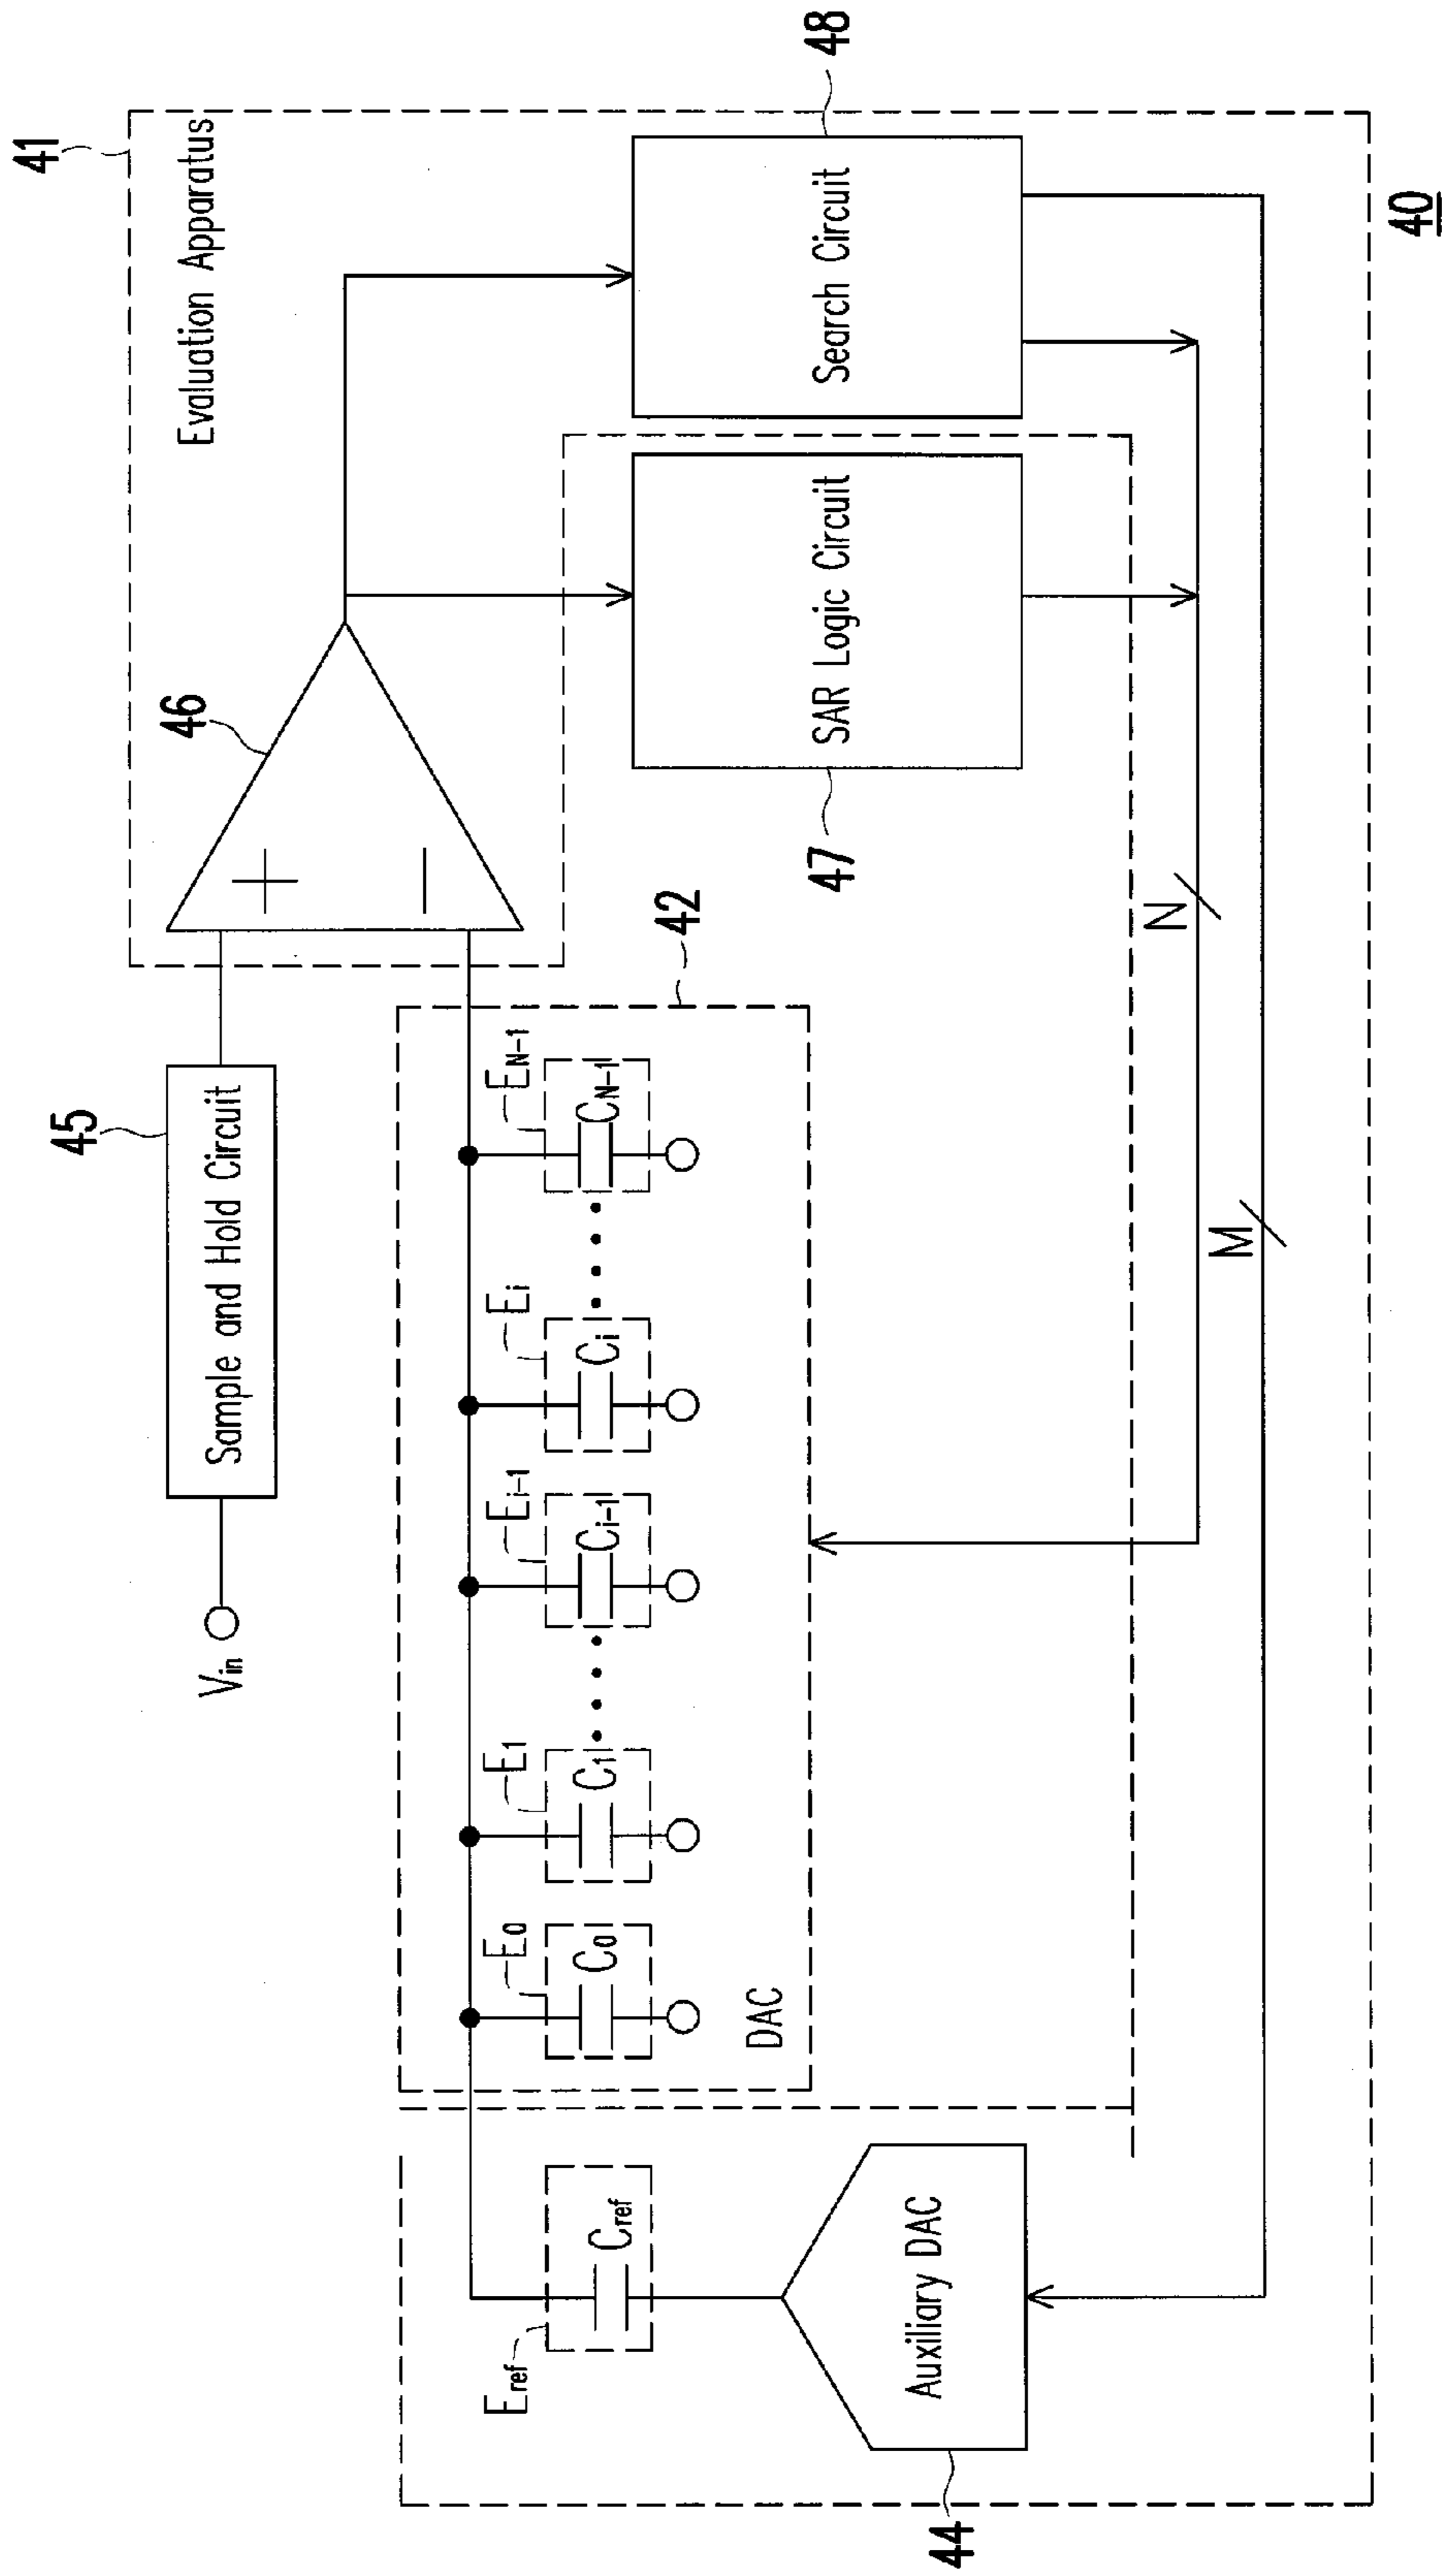 41
Evaluation Apparatus
46
45
Sample and Hold Circuit
Vin
+
−
48
Search Circuit
SAR Logic Circuit
47
42
Eref
Cref
E0
C0
E1
C1
Ei-1
Ci-1
Ei
Ci
EN-1
CN-1
DAC
N
M
Auxiliary DAC
44
40